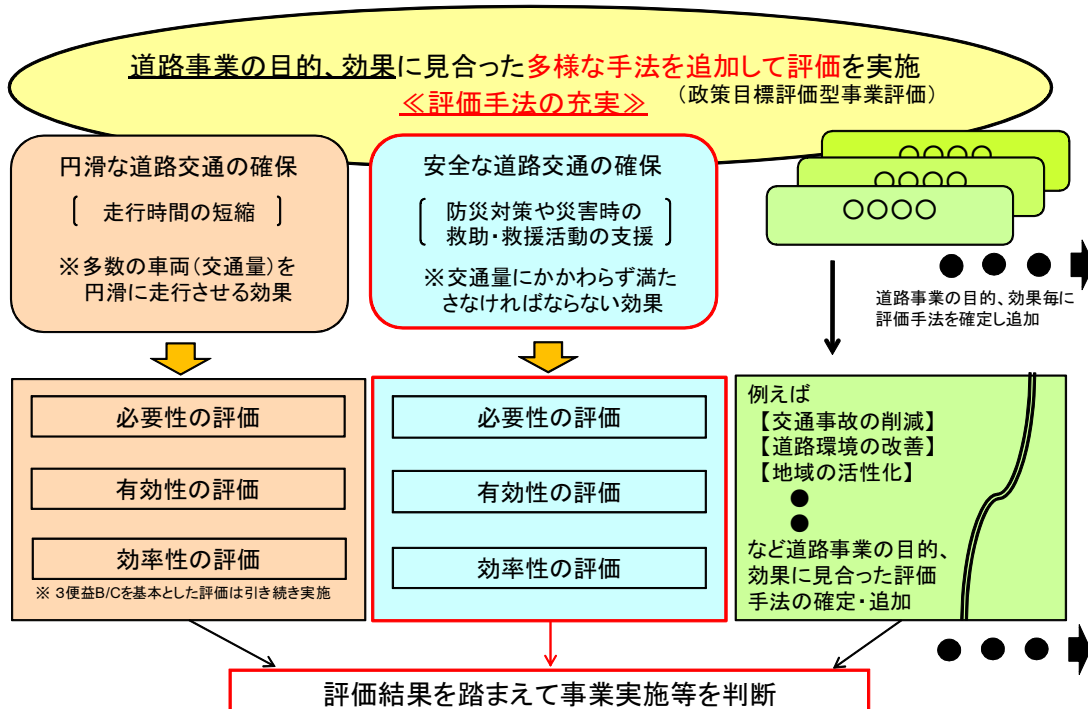 道路事業の目的、効果に見合った多様な手法を追加して評価を実施
≪評価手法の充実≫
（政策目標評価型事業評価）
円滑な道路交通の確保
走行時間の短縮
※多数の車両（交通量）を
円滑に走行させる効果
安全な道路交通の確保
防災対策や災害時の
救助・救援活動の支援
※交通量にかかわらず満た
さなければならない効果
○○○○
○○○○
○○○○
● ● ●
道路事業の目的、効果毎に
評価手法を確定し追加
必要性の評価
有効性の評価
効率性の評価
※ ３便益B/Cを基本とした評価は引き続き実施
必要性の評価
有効性の評価
効率性の評価
例えば
【交通事故の削減】
【道路環境の改善】
【地域の活性化】
●
●
など道路事業の目的、
効果に見合った評価
手法の確定・追加
● ● ●
評価結果を踏まえて事業実施等を判断